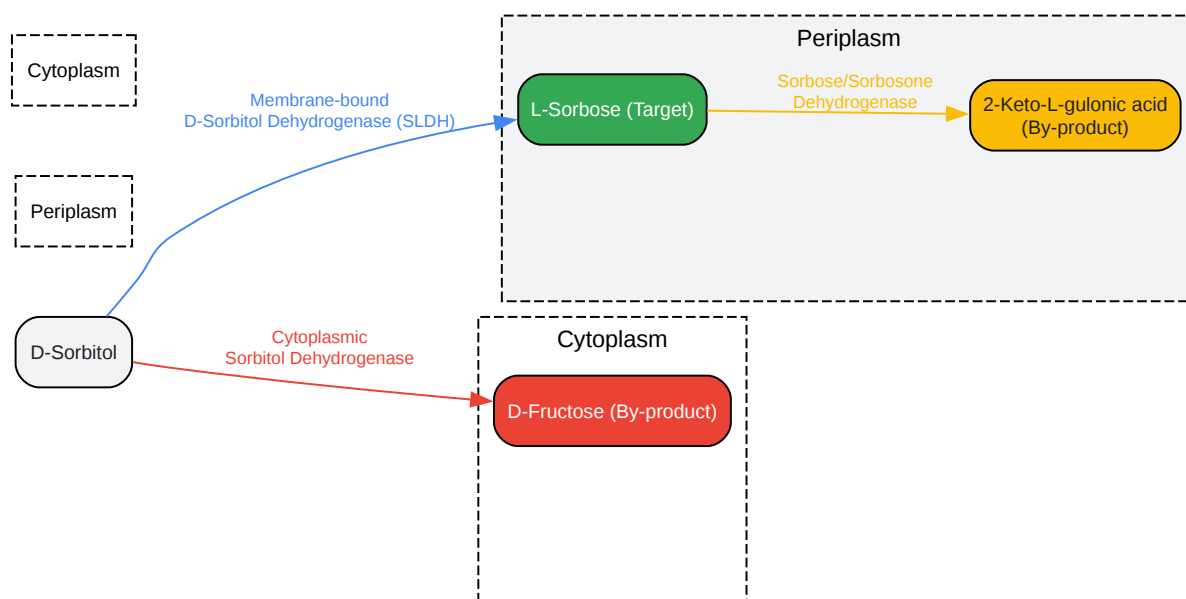 Cytoplasm
Periplasm
D-Sorbitol
Membrane-bound
D-Sorbitol Dehydrogenase (SLDH)
Cytoplasmic
Sorbitol Dehydrogenase
Periplasm
L-Sorbose (Target)
Sorbose/Sorbosone
Dehydrogenase
2-Keto-L-gulonic acid
(By-product)
Cytoplasm
D-Fructose (By-product)